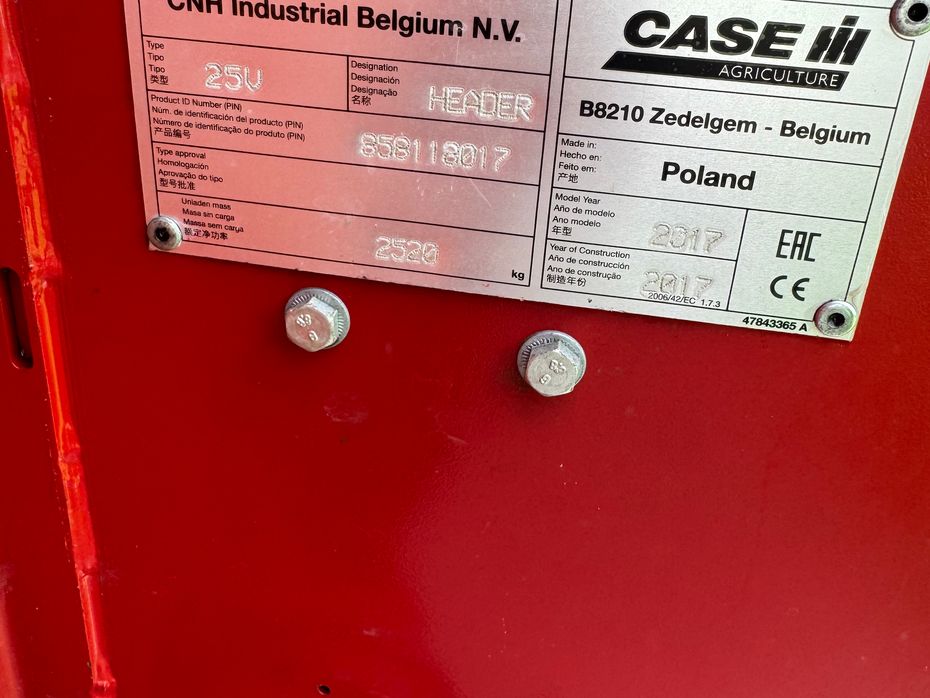 CNH Industrial Belgium N.V.
Type
Tipo
Tipo
类型
25V
Designation
Designación
Designação
名称
HEADER
Product ID Number (PIN)
Núm. de identificación del producto (PIN)
Número de identificação do produto (PIN)
产品编号
858118017
Type approval
Homologación
Aprovação do tipo
型号批准
Unladen mass
Masa sin carga
Massa sem carga
额定净功率
2520
kg
CASE IH
AGRICULTURE
B8210 Zedelgem - Belgium
Made in:
Hecho en:
Feito em:
产地
Poland
Model Year
Año de modelo
Ano modelo
年型
2017
Year of Construction
Año de construcción
Ano de construção
制造年份
2017
2006/42/EC 1.7.3
EAC
CE
47843365 A